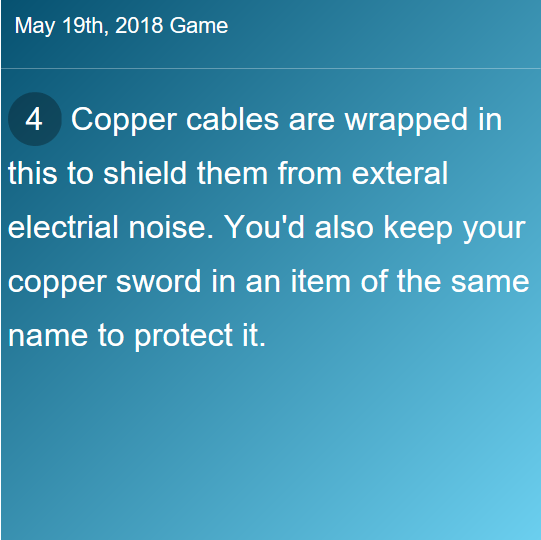 May 19th, 2018 Game
4 Copper cables are wrapped in
this to shield them from exteral
electrial noise. You'd also keep your
copper sword in an item of the same
name to protect it.